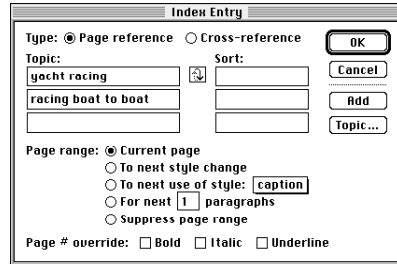 Index Entry
Type: Page reference Cross-reference
OK
Topic: Sort:
yacht racing
Cancel
racing boat to boat
Add
Topic...
Page range: Current page
To next style change
To next use of style: caption
For next 1 paragraphs
Suppress page range
Page # override: Bold Italic Underline